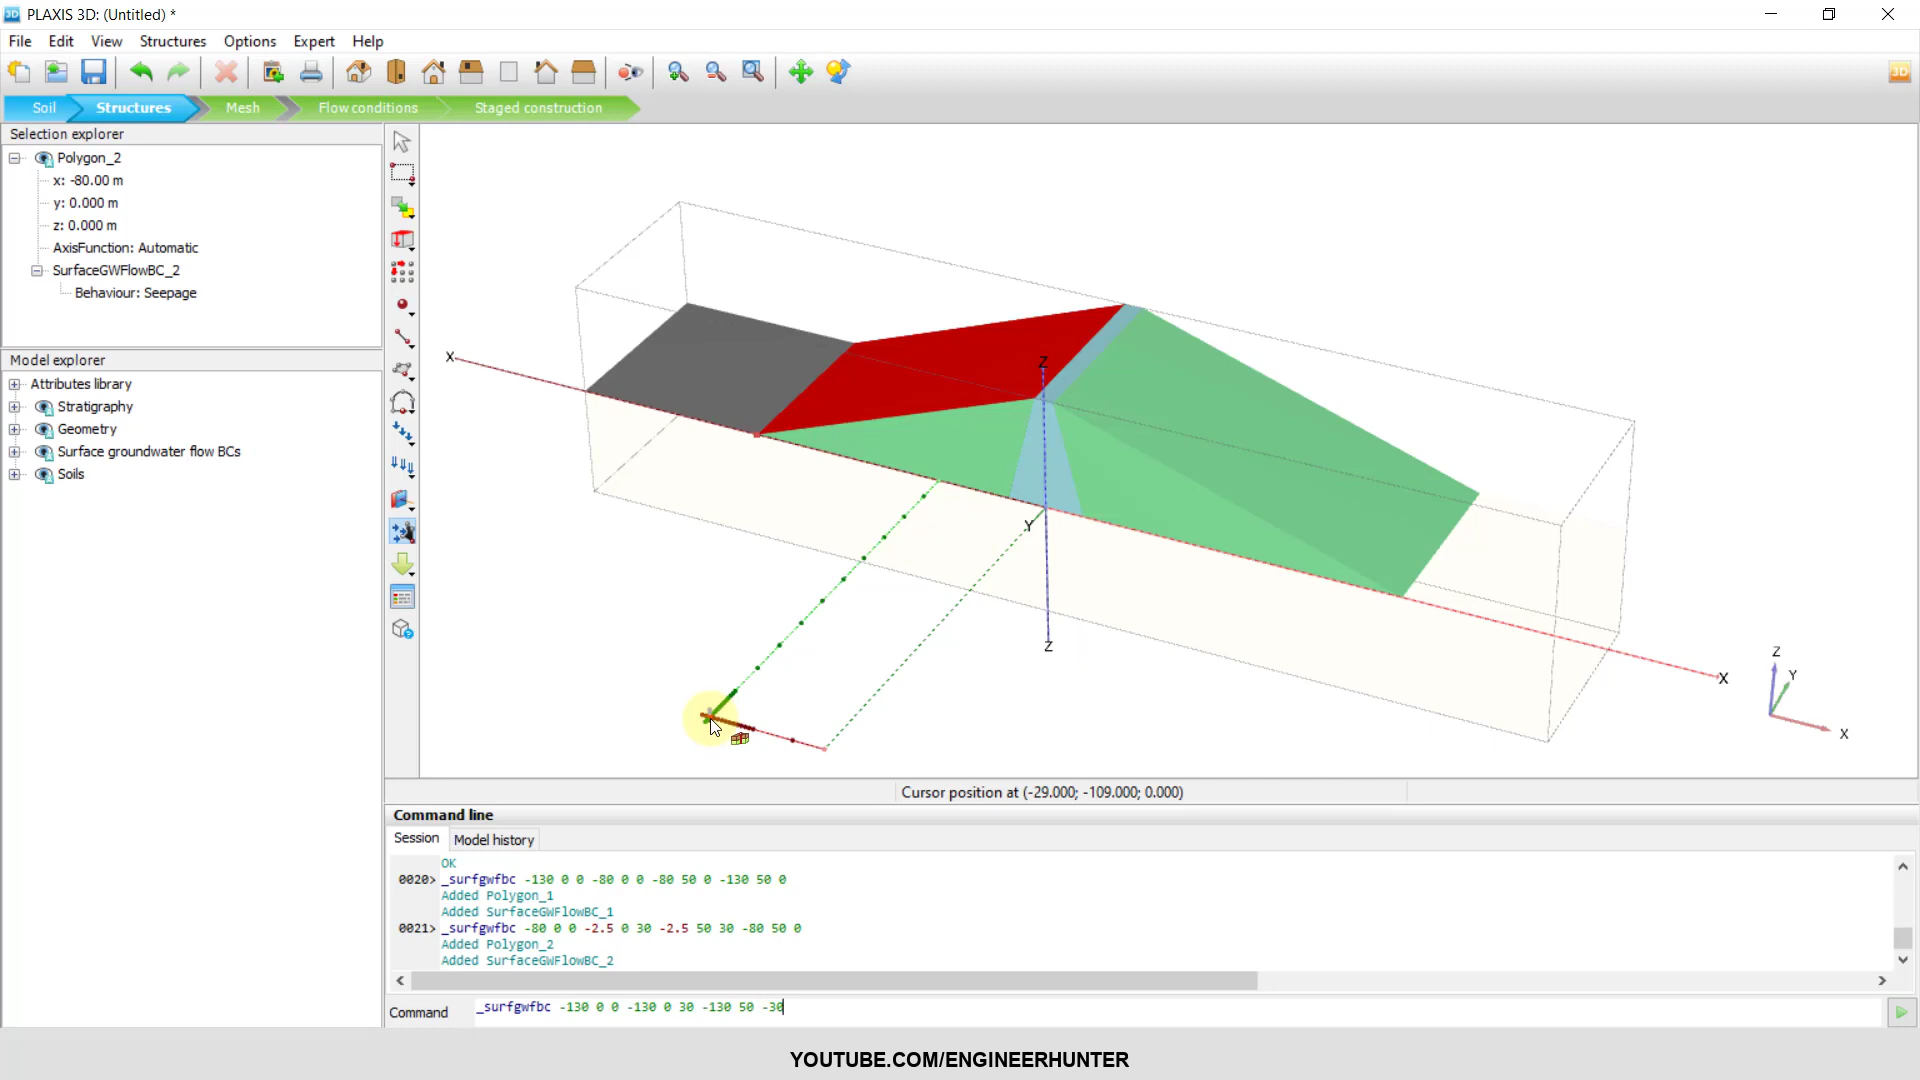 PLAXIS 3D: (Untitled) *
File Edit View Structures Options Expert Help
Soil Structures Mesh Flow conditions Staged construction
Selection explorer
Polygon_2
x: -80.00 m
y: 0.000 m
z: 0.000 m
AxisFunction: Automatic
SurfaceGWFlowBC_2
Behaviour: Seepage
Model explorer
Attributes library
Stratigraphy
Geometry
Surface groundwater flow BCs
Soils
X
Z
Y
Z
X
Z
Y
X
3D
3D
Cursor position at (-29.000; -109.000; 0.000)
Command line
Session Model history
OK
0020> _surfgwfbc -130 0 0 -80 0 0 -80 50 0 -130 50 0
Added Polygon_1
Added SurfaceGWFlowBC_1
0021> _surfgwfbc -80 0 0 -2.5 0 30 -2.5 50 30 -80 50 0
Added Polygon_2
Added SurfaceGWFlowBC_2
Command _surfgwfbc -130 0 0 -130 0 30 -130 50 -30
YOUTUBE.COM/ENGINEERHUNTER